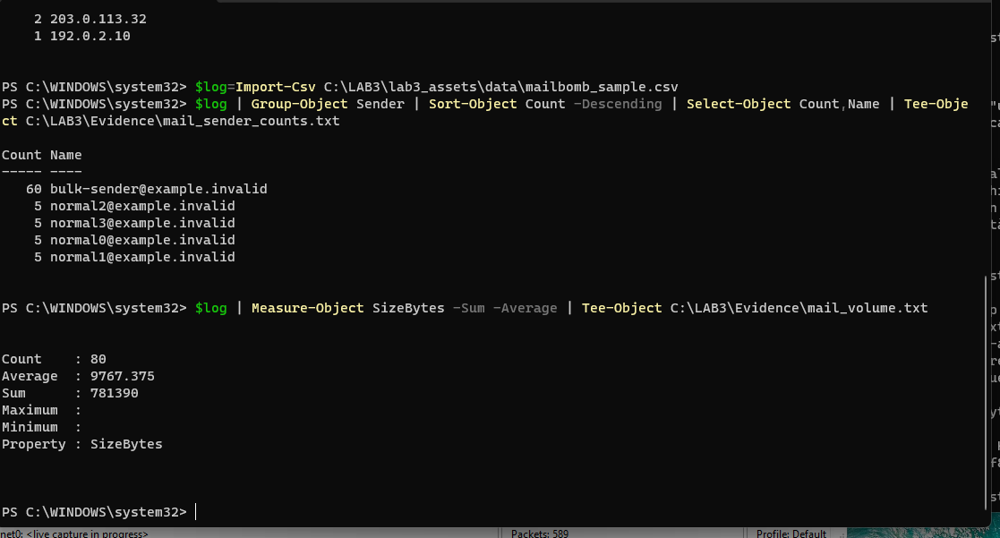 2 203.0.113.32
1 192.0.2.10
PS C:\WINDOWS\system32> $log=Import-Csv C:\LAB3\lab3_assets\data\mailbomb_sample.csv
PS C:\WINDOWS\system32> $log | Group-Object Sender | Sort-Object Count -Descending | Select-Object Count,Name | Tee-Obje
ct C:\LAB3\Evidence\mail_sender_counts.txt
Count Name
----- ----
60 bulk-sender@example.invalid
5 normal2@example.invalid
5 normal3@example.invalid
5 normal0@example.invalid
5 normal1@example.invalid
PS C:\WINDOWS\system32> $log | Measure-Object SizeBytes -Sum -Average | Tee-Object C:\LAB3\Evidence\mail_volume.txt
Count    : 80
Average  : 9767.375
Sum      : 781390
Maximum  :
Minimum  :
Property : SizeBytes
PS C:\WINDOWS\system32>
net0: <live capture in progress> Packets: 589 Profile: Default